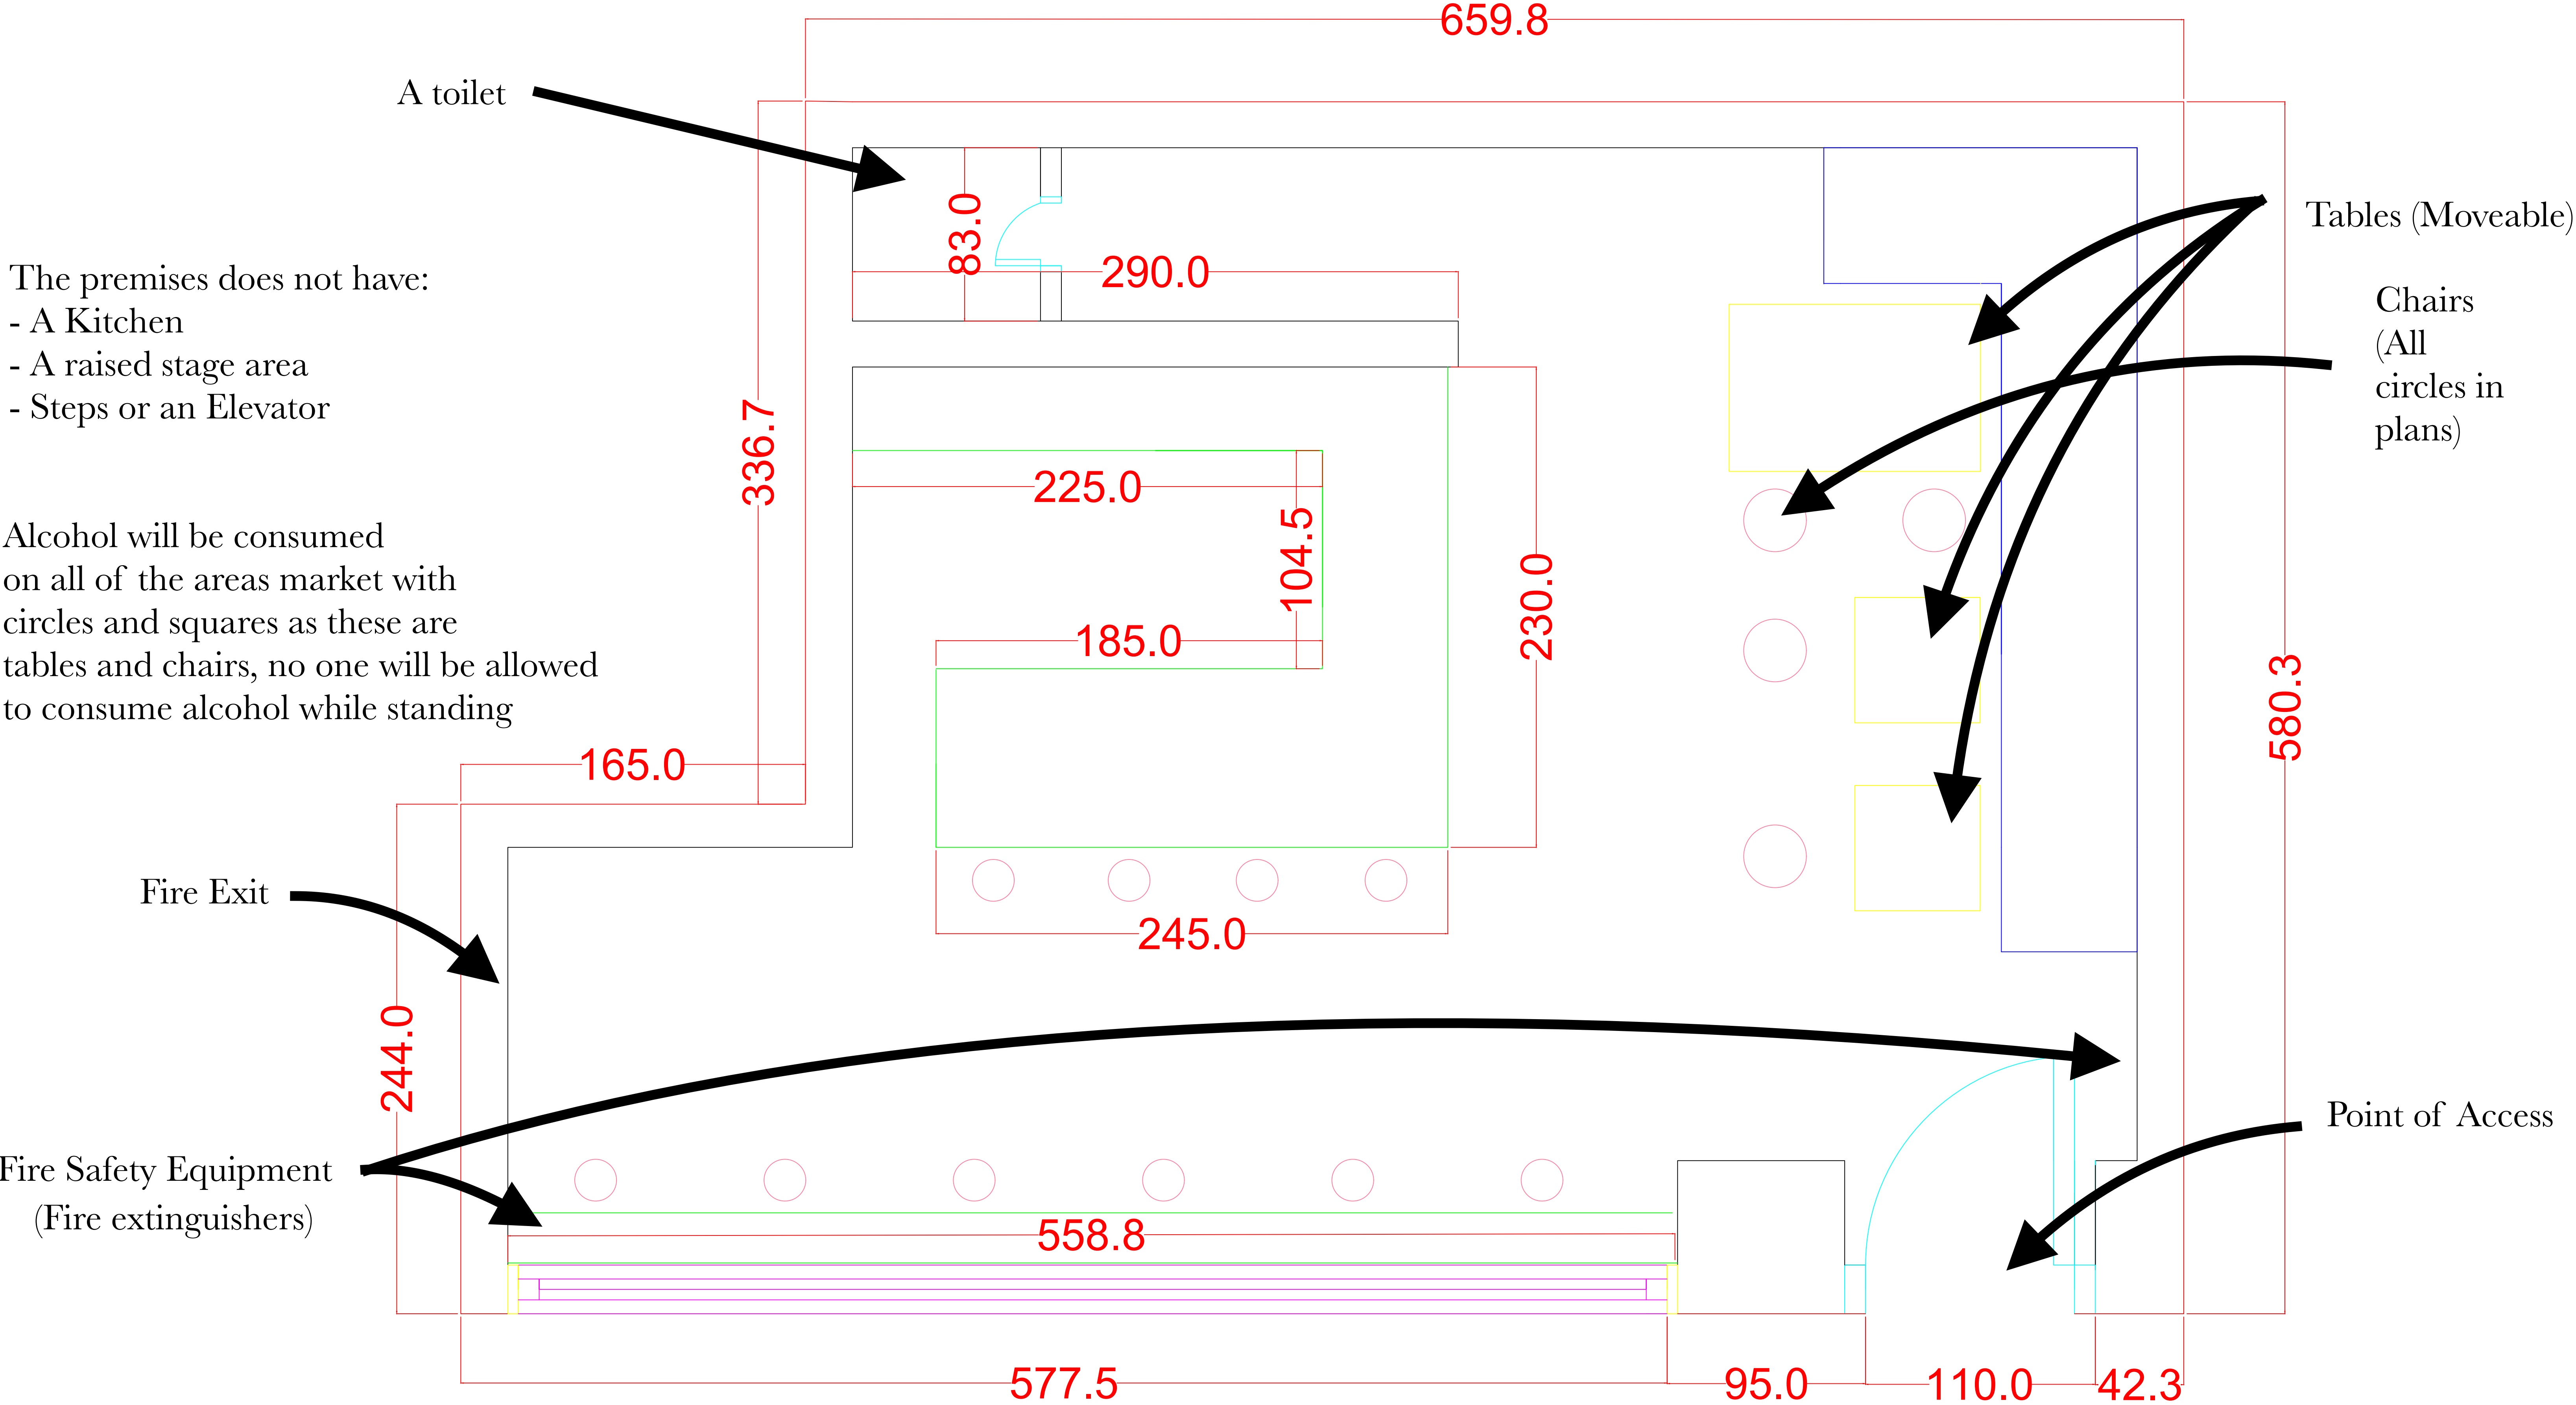 659.8
A toilet
Tables (Moveable)
83.0
290.0
The premises does not have:
- A Kitchen
- A raised stage area
- Steps or an Elevator
Chairs
(All
circles in
plans)
336.7
225.0
104.5
230.0
Alcohol will be consumed
on all of the areas market with
circles and squares as these are
tables and chairs, no one will be allowed
to consume alcohol while standing
185.0
580.3
165.0
Fire Exit
245.0
244.0
Point of Access
Fire Safety Equipment
(Fire extinguishers)
558.8
577.5
95.0
110.0
42.3